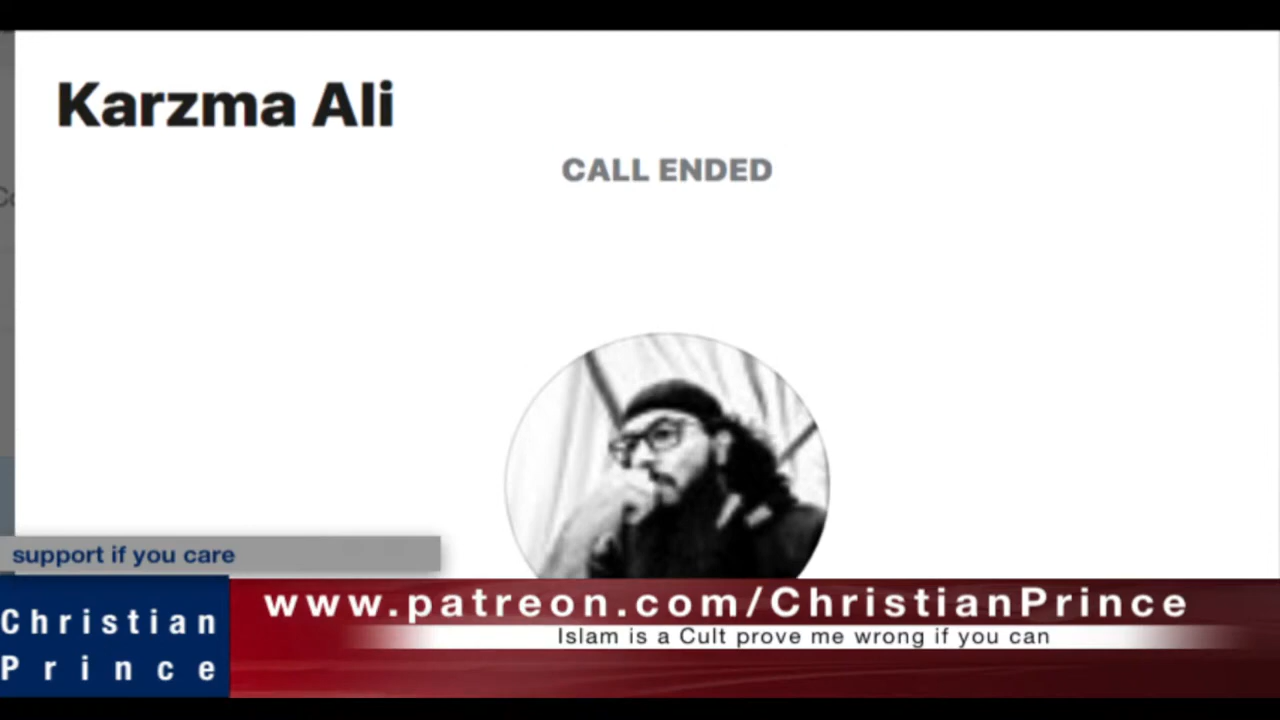 Karzma Ali
CALL ENDED
Co
support if you care
Christian
Prince
www.patreon.com/ChristianPrince
Islam is a Cult prove me wrong if you can